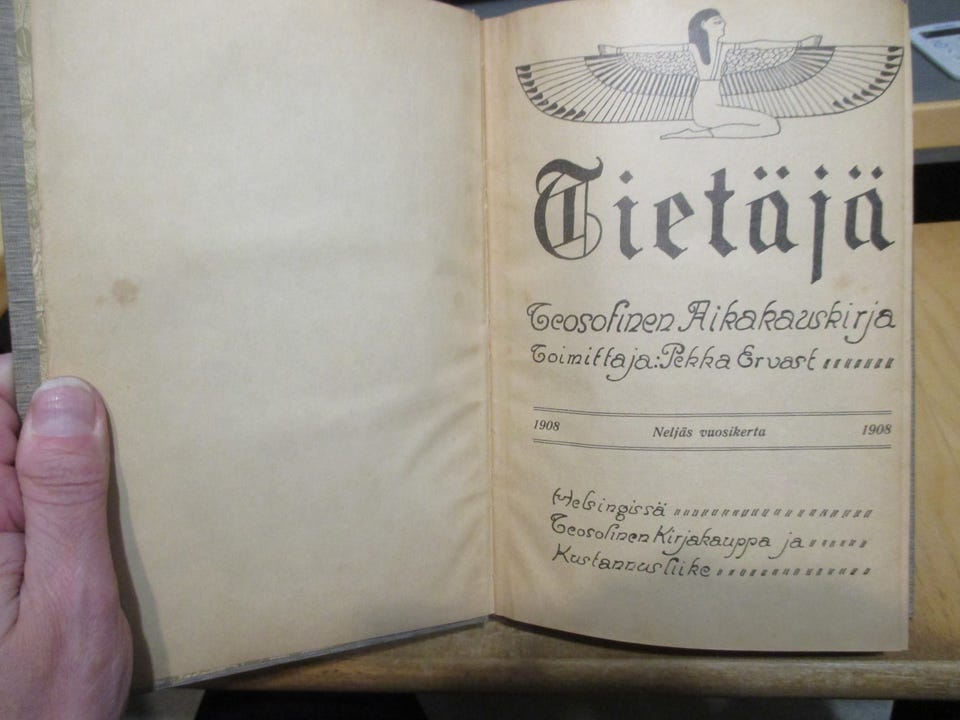 Tietäjä
Teosofinen Aikakauskirja
Toimittaja: Pekka Ervast
1908 Neljäs vuosikerta 1908
Helsingissä
Teosofinen Kirjakauppa ja
Kustannusliike